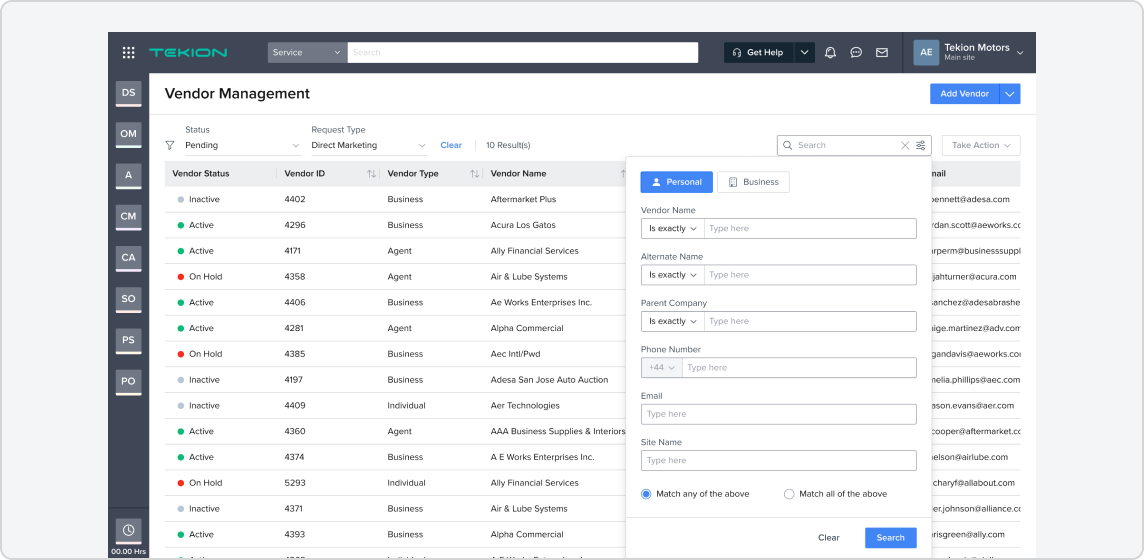 TEKION
Service
Search
Get Help
AE
Tekion Motors
Main site
DS
OM
A
CM
CA
SO
PS
PO
00.00 Hrs
Vendor Management
Add Vendor
Status
Pending
Request Type
Direct Marketing
Clear
10 Result(s)
Search
Take Action
Vendor Status Vendor ID Vendor Type Vendor Name
Inactive 4402 Business Aftermarket Plus
Active 4296 Business Acura Los Gatos
Active 4171 Agent Ally Financial Services
On Hold 4358 Agent Air & Lube Systems
Active 4406 Business Ae Works Enterprises Inc.
Active 4281 Agent Alpha Commercial
On Hold 4385 Business Aec Intl/Pwd
Inactive 4197 Business Adesa San Jose Auto Auction
Inactive 4409 Individual Aer Technologies
Active 4360 Agent AAA Business Supplies & Interiors
Active 4374 Business A E Works Enterprises Inc.
On Hold 5293 Individual Ally Financial Services
Inactive 4371 Business Air & Lube Systems
Active 4393 Business Alpha Commercial
Personal
Business
Vendor Name
Is exactly Type here
Alternate Name
Is exactly Type here
Parent Company
Is exactly Type here
Phone Number
+44 Type here
Email
Type here
Site Name
Type here
Match any of the above
Match all of the above
Clear
Search
mail
bennett@adesa.com
rdan.scott@aeworks.cc
rperm@businesssuppl
jahturner@acura.com
sanchez@adesabrashe
ige.martinez@adv.com
gandavis@aeworks.co
nelia.phillips@aec.com
ason.evans@aer.com
cooper@aftermarket.cc
nelson@airlube.com
charyf@allabout.com
er.johnson@alliance.cc
risgreen@ally.com